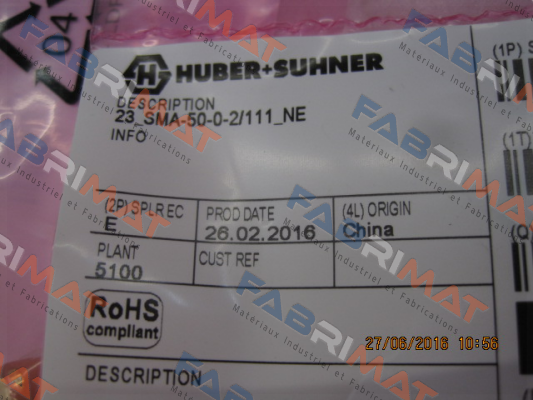 04
HUBER+SUHNER
DESCRIPTION
23_SMA-50-0-2/111_NE
INFO
(2P) SPLR EC
E
PROD DATE
26.02.2016
(4L) ORIGIN
China
PLANT
5100
CUST REF
RoHS
compliant
DESCRIPTION
(1P) S
(1T)
(Q
27/06/2016 10:56
FABRIMAT
Materiaux Industriel et Fabrications